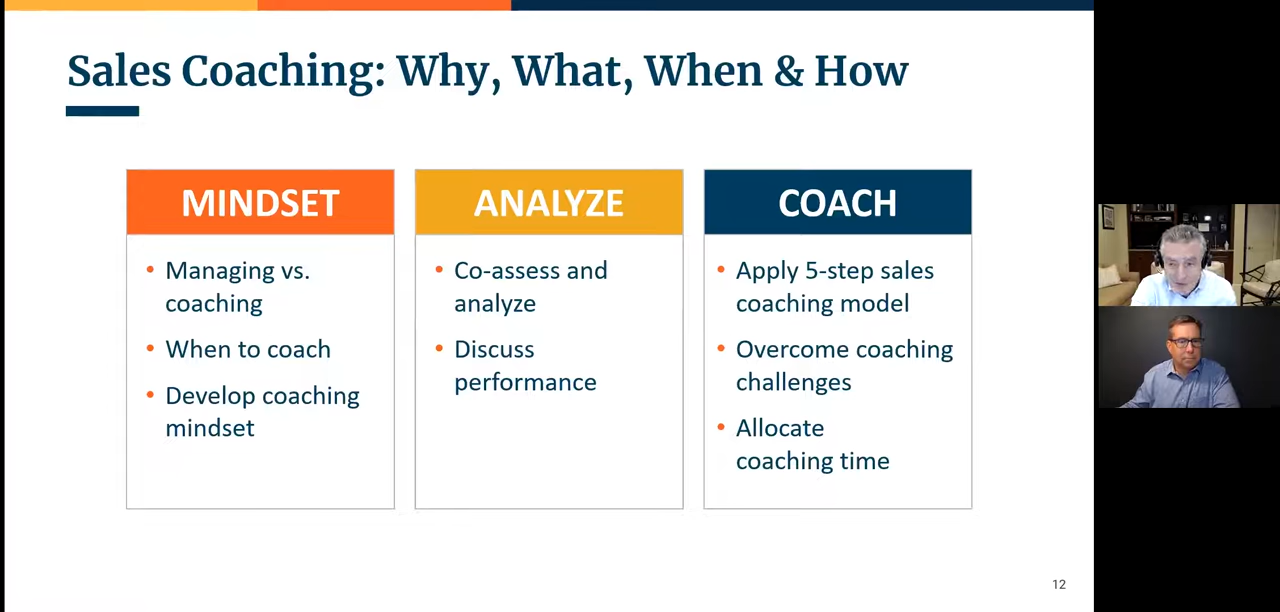 Sales Coaching: Why, What, When & How
MINDSET
• Managing vs.
coaching
• When to coach
• Develop coaching
mindset
ANALYZE
• Co-assess and
analyze
• Discuss
performance
COACH
• Apply 5-step sales
coaching model
• Overcome coaching
challenges
• Allocate
coaching time
12